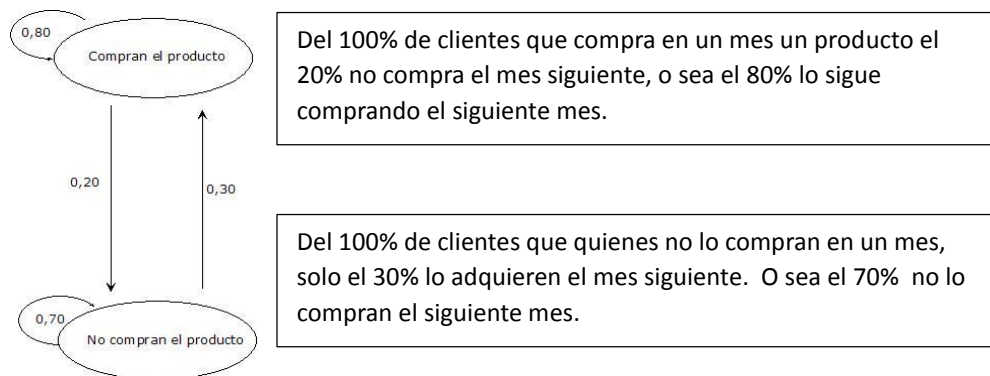 0,80
Compran el producto
Del 100% de clientes que compra en un mes un producto el
20% no compra el mes siguiente, o sea el 80% lo sigue
comprando el siguiente mes.
0,20
0,30
Del 100% de clientes que quienes no lo compran en un mes,
solo el 30% lo adquieren el mes siguiente. O sea el 70% no lo
compran el siguiente mes.
0,70
No compran el producto